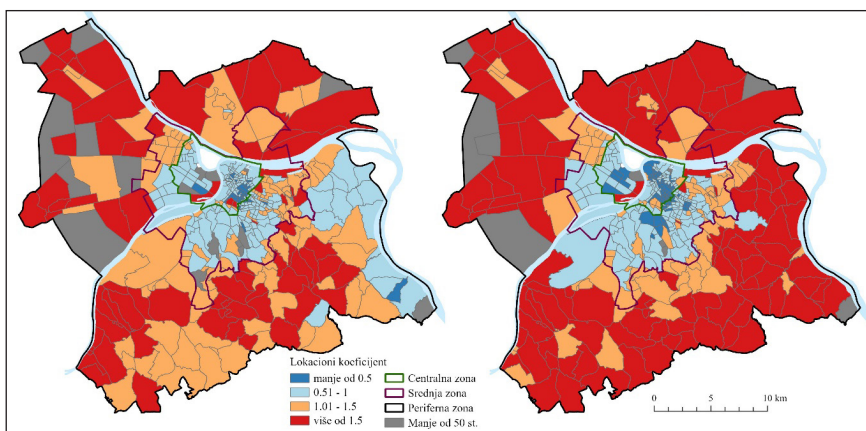 Lokacioni koeficijent
manje od 0.5
0.51 - 1
1.01 - 1.5
više od 1.5
Centralna zona
Srednja zona
Periferna zona
Manje od 50 st.
0 5 10 km